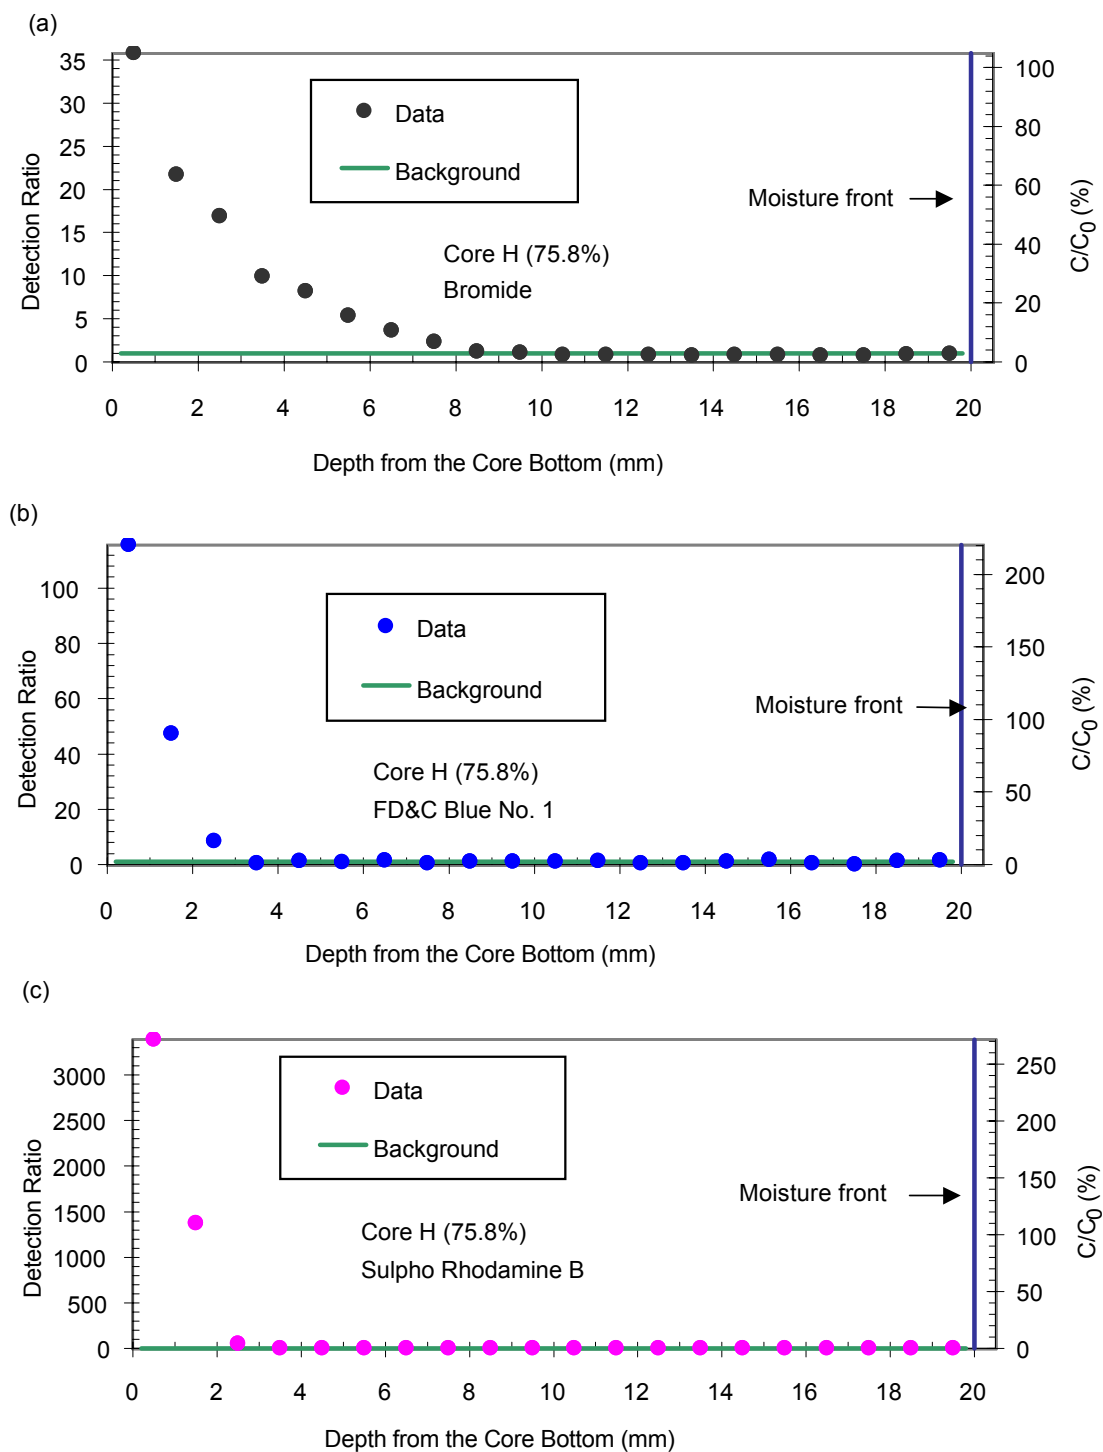 (a)
35
30
25
20
15
10
5
0
Detection Ratio
100
80
60
40
20
0
C/C0 (%)
Data
Background
Moisture front
Core H (75.8%)
Bromide
0 2 4 6 8 10 12 14 16 18 20
Depth from the Core Bottom (mm)
(b)
100
80
60
40
20
0
Detection Ratio
200
150
100
50
0
C/C0 (%)
Data
Background
Moisture front
Core H (75.8%)
FD&C Blue No. 1
0 2 4 6 8 10 12 14 16 18 20
Depth from the Core Bottom (mm)
(c)
3000
2500
2000
1500
1000
500
0
Detection Ratio
250
200
150
100
50
0
C/C0 (%)
Data
Background
Moisture front
Core H (75.8%)
Sulpho Rhodamine B
0 2 4 6 8 10 12 14 16 18 20
Depth from the Core Bottom (mm)